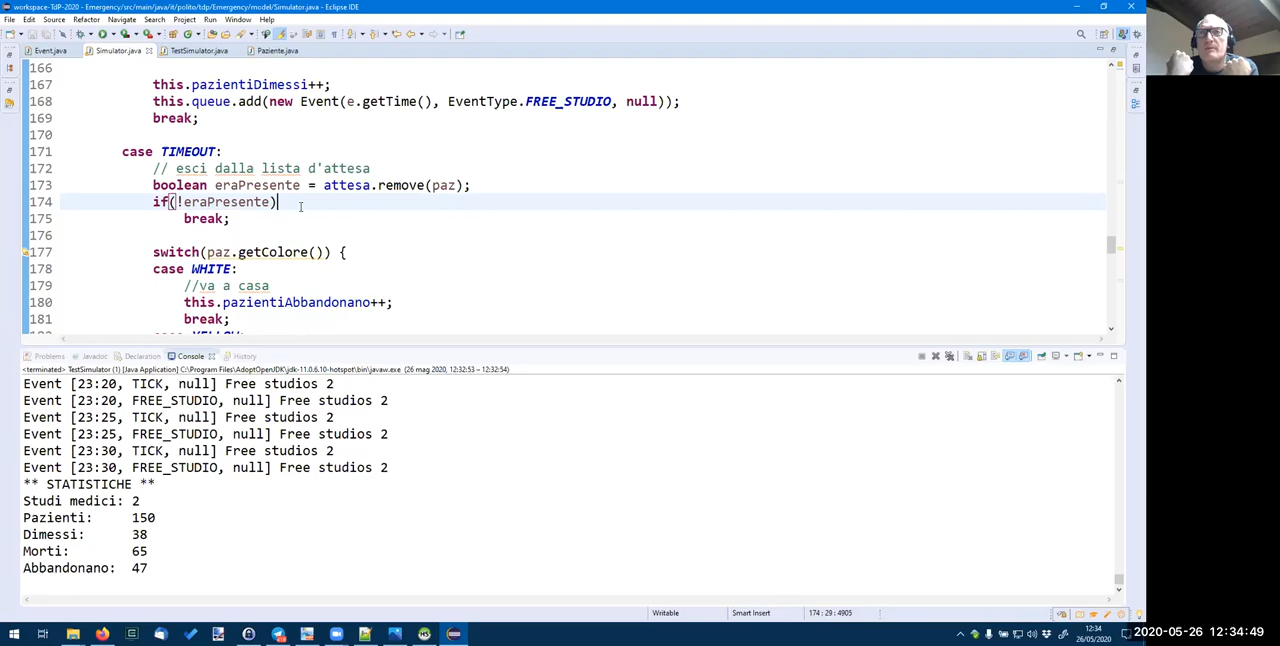 workspace-TdP-2020 - Emergency/src/main/java/it/polito/tdp/Emergency/model/Simulator.java - Eclipse IDE
File Edit Source Refactor Navigate Search Project Run Window Help
Event.java Simulator.java TestSimulator.java Paziente.java
166
167 this.pazientiDimessi++;
168 this.queue.add(new Event(e.getTime(), EventType.FREE_STUDIO, null));
169 break;
170
171 case TIMEOUT:
172 // esci dalla lista d'attesa
173 boolean eraPresente = attesa.remove(paz);
174 if(!eraPresente)
175 break;
176
177 switch(paz.getColore()) {
178 case WHITE:
179 //va a casa
180 this.pazientiAbbandonano++;
181 break;
182 case YELLOW:
Problems Javadoc Declaration Console History
<terminated> TestSimulator (1) [Java Application] C:\Program Files\AdoptOpenJDK\jdk-11.0.6.10-hotspot\bin\javaw.exe (26 mag 2020, 12:32:53 – 12:32:54)
Event [23:20, TICK, null] Free studios 2
Event [23:20, FREE_STUDIO, null] Free studios 2
Event [23:25, TICK, null] Free studios 2
Event [23:25, FREE_STUDIO, null] Free studios 2
Event [23:30, TICK, null] Free studios 2
Event [23:30, FREE_STUDIO, null] Free studios 2
** STATISTICHE **
Studi medici: 2
Pazienti: 150
Dimessi: 38
Morti: 65
Abbandonano: 47
Writable Smart Insert 174 : 29 : 4905
12:34
26/05/2020
2020-05-26 12:34:49